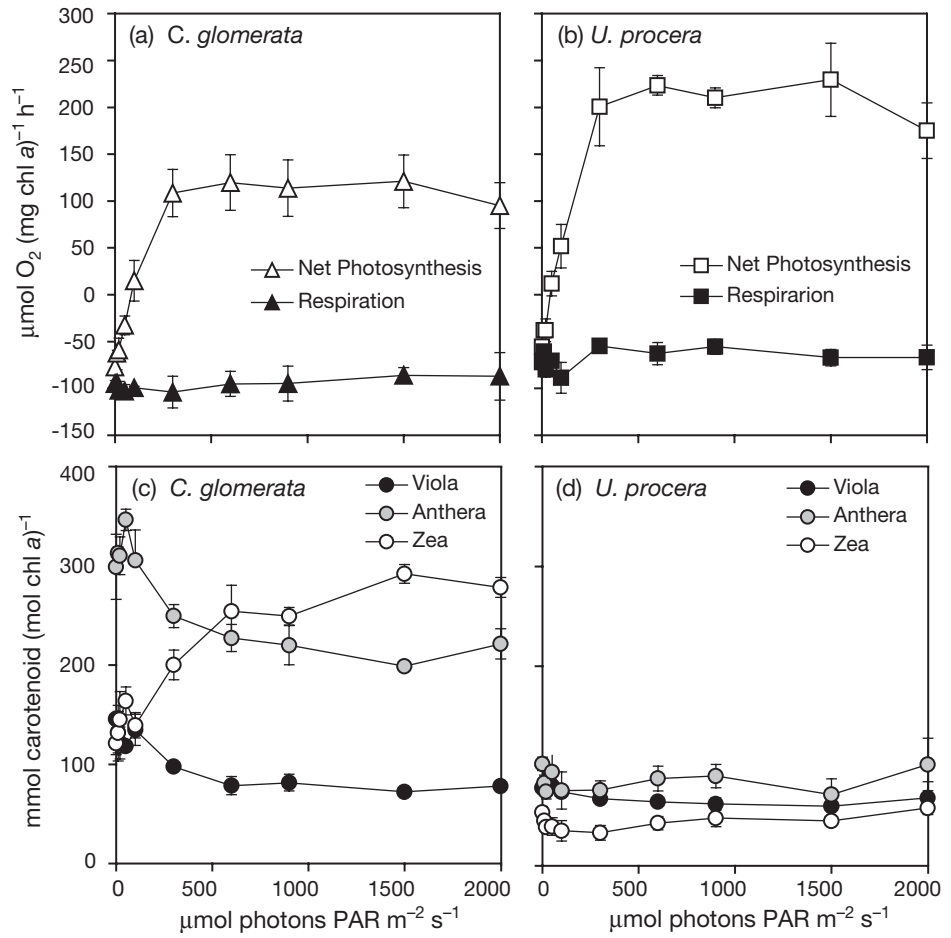 (a) C. glomerata
(b) U. procera
µmol O2 (mg chl a)–1 h–1
300
250
200
150
100
50
0
-50
-100
-150
Net Photosynthesis
Respiration
Net Photosynthesis
Respirarion
(c) C. glomerata
(d) U. procera
mmol carotenoid (mol chl a)–1
400
300
200
100
0
Viola
Anthera
Zea
Viola
Anthera
Zea
0 500 1000 1500 2000
0 500 1000 1500 2000
µmol photons PAR m–2 s–1
µmol photons PAR m–2 s–1